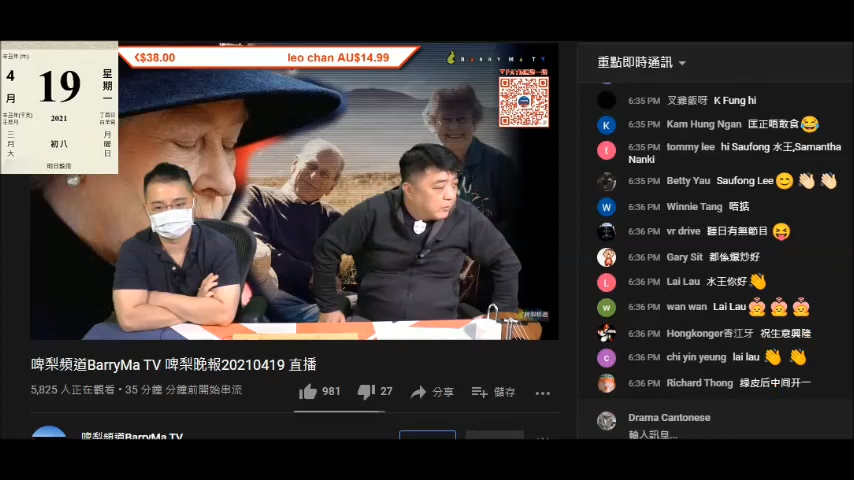 辛丑年(年)
4
月
19
星
期
一
2021
三
月
大
初八
月
曜
日
明日穀雨
K$38.00
leo chan AU$14.99
BARRYMA TV
重點即時通訊
6:35 PM 叉雞飯呀 K Fung hi
6:35 PM Kam Hung Ngan 匡正唔敢食😂
6:35 PM tommy lee hi Saufong 水王,Samantha
Nanki
6:35 PM Betty Yau Saufong Lee😊👋🏻👋🏻
6:36 PM Winnie Tang 唔掂
6:36 PM vr drive 聽日有無節目😝
6:36 PM Gary Sit 都係爆炒好
6:36 PM Lai Lau 水王你好👋
6:36 PM wan wan Lai Lau
6:36 PM Hongkonger香江牙 祝生意興隆
6:36 PM chi yin yeung lai lau 👋 👋
6:36 PM Richard Thong 綠皮后中间开一
Drama Cantonese
輸入訊息...
啤梨頻道BarryMa TV 啤梨晚報20210419 直播
5,825 人正在觀看 • 35 分鐘 分鐘前開始串流
981
27
分享
儲存
啤梨頻道BarryMa TV